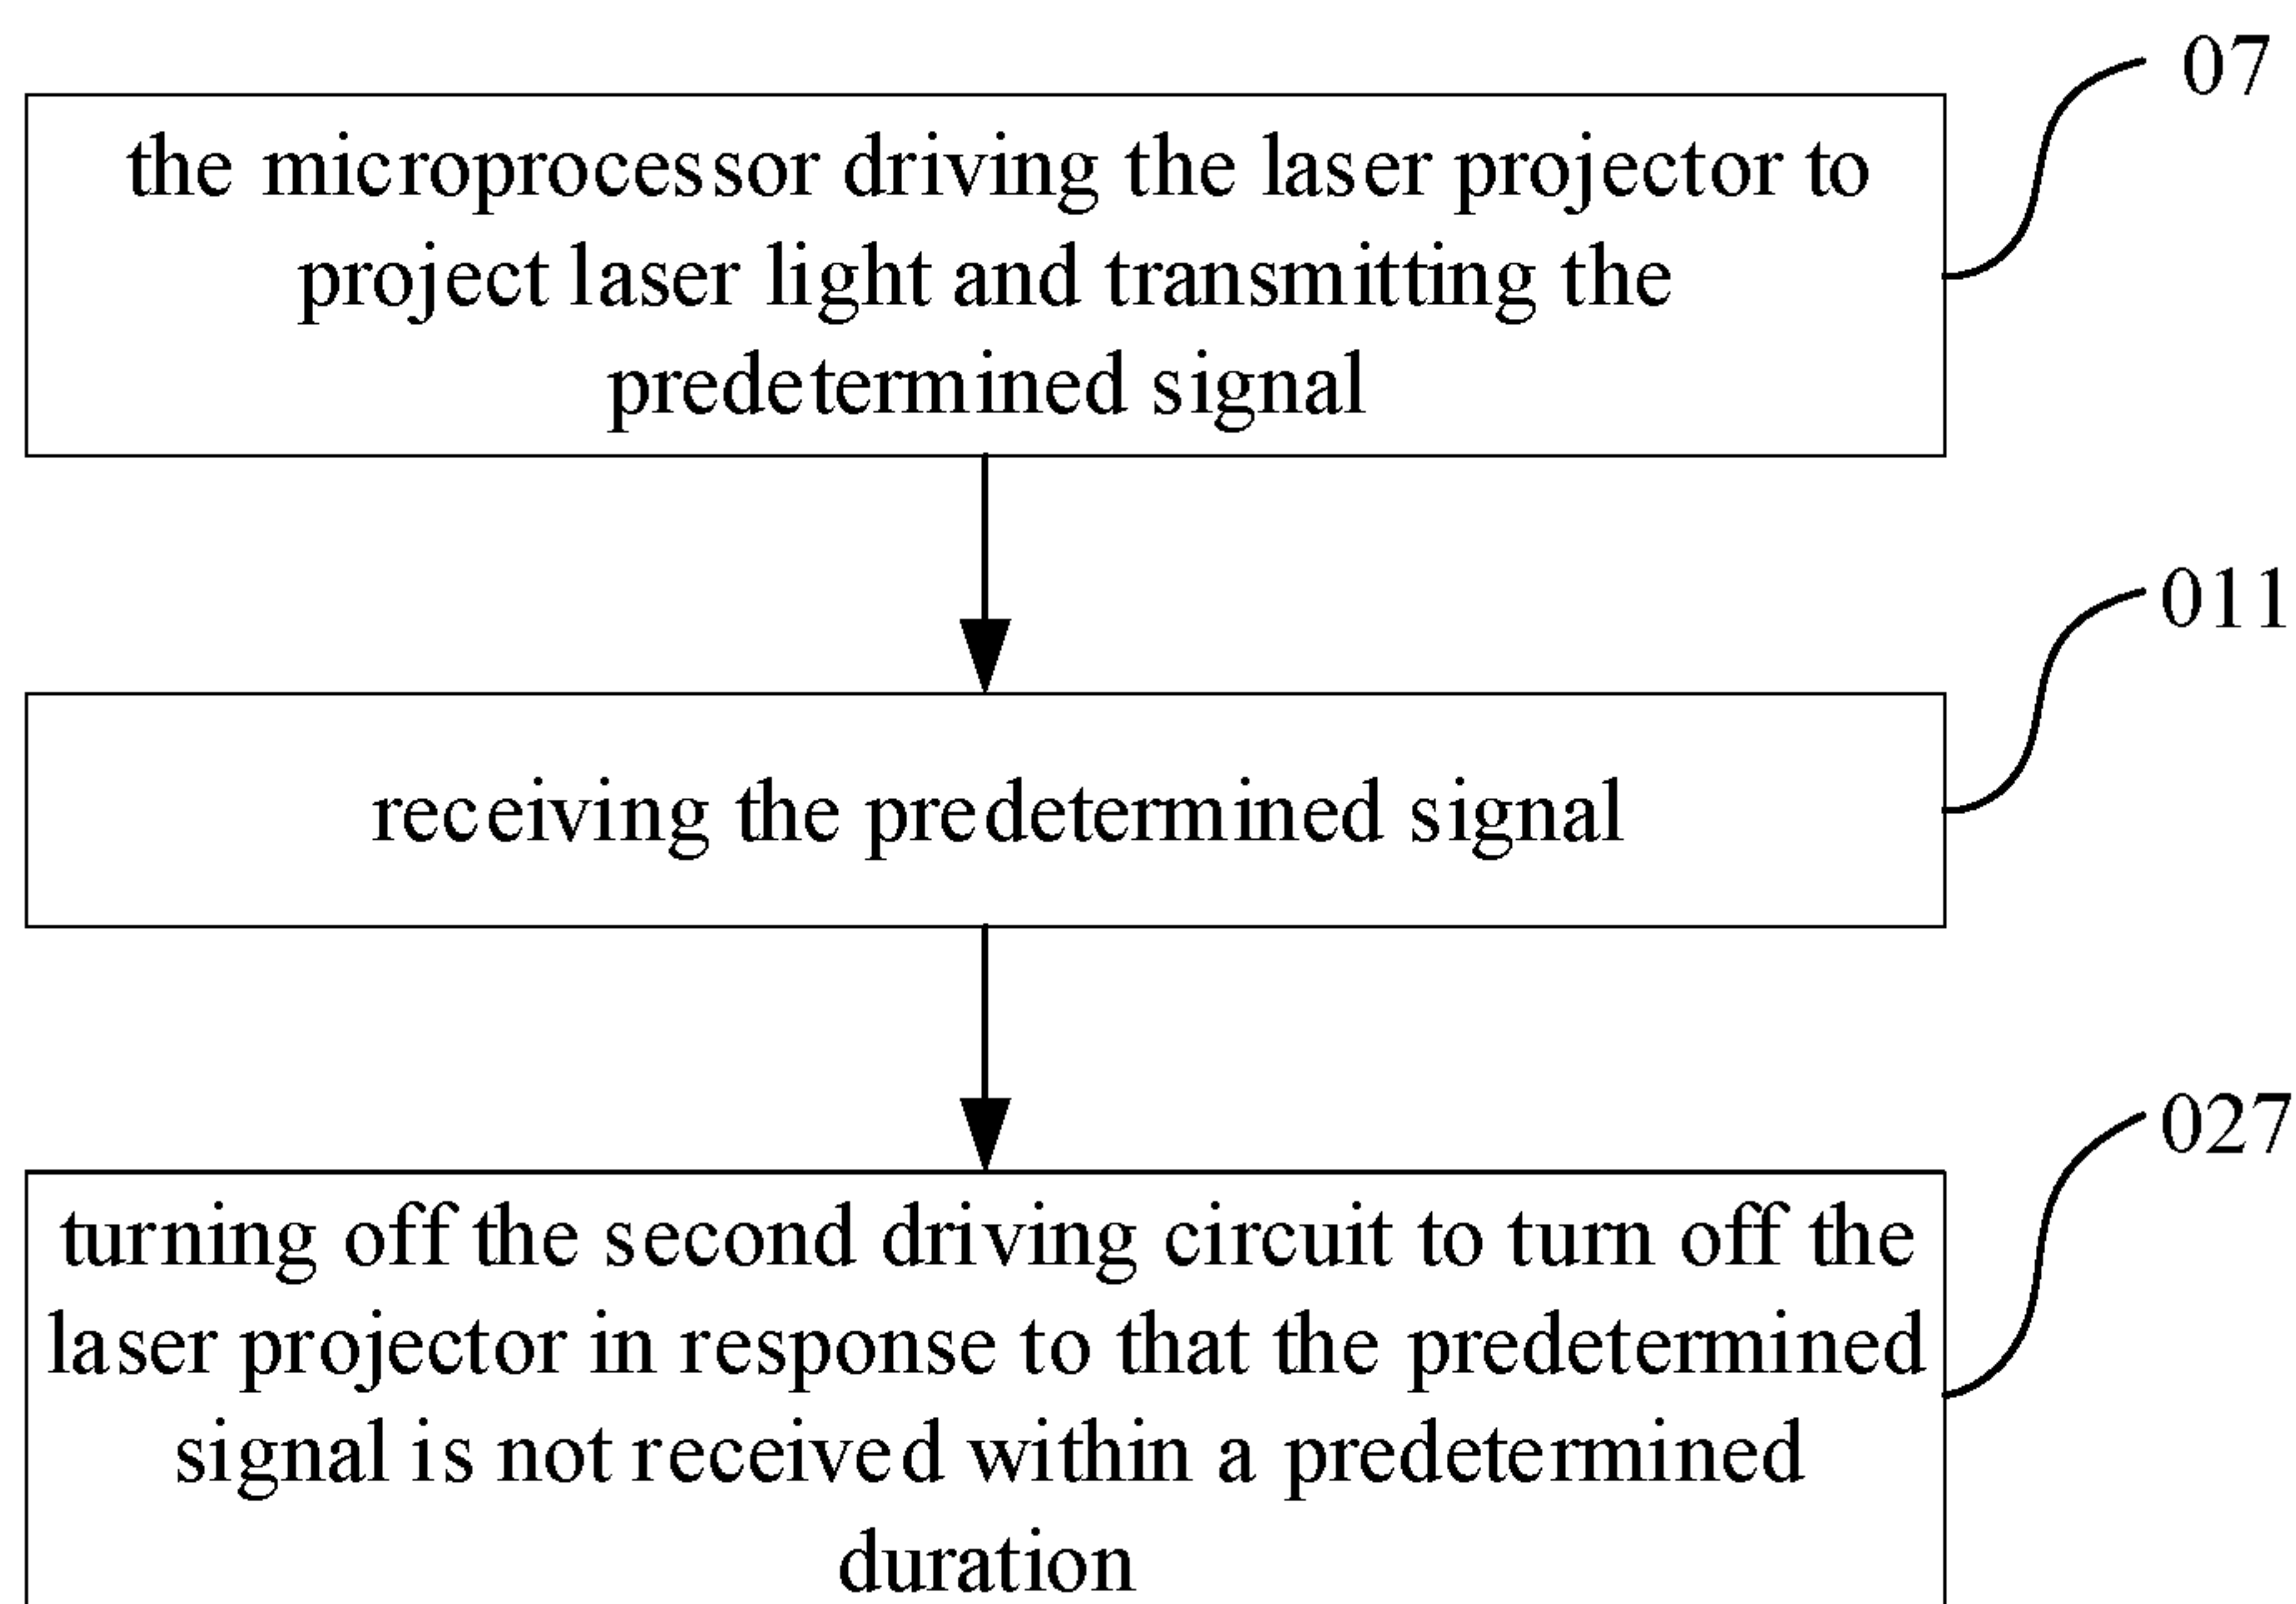 07
the microprocessor driving the laser projector to
project laser light and transmitting the
predetermined signal
011
receiving the predetermined signal
027
turning off the second driving circuit to turn off the
laser projector in response to that the predetermined
signal is not received within a predetermined
duration